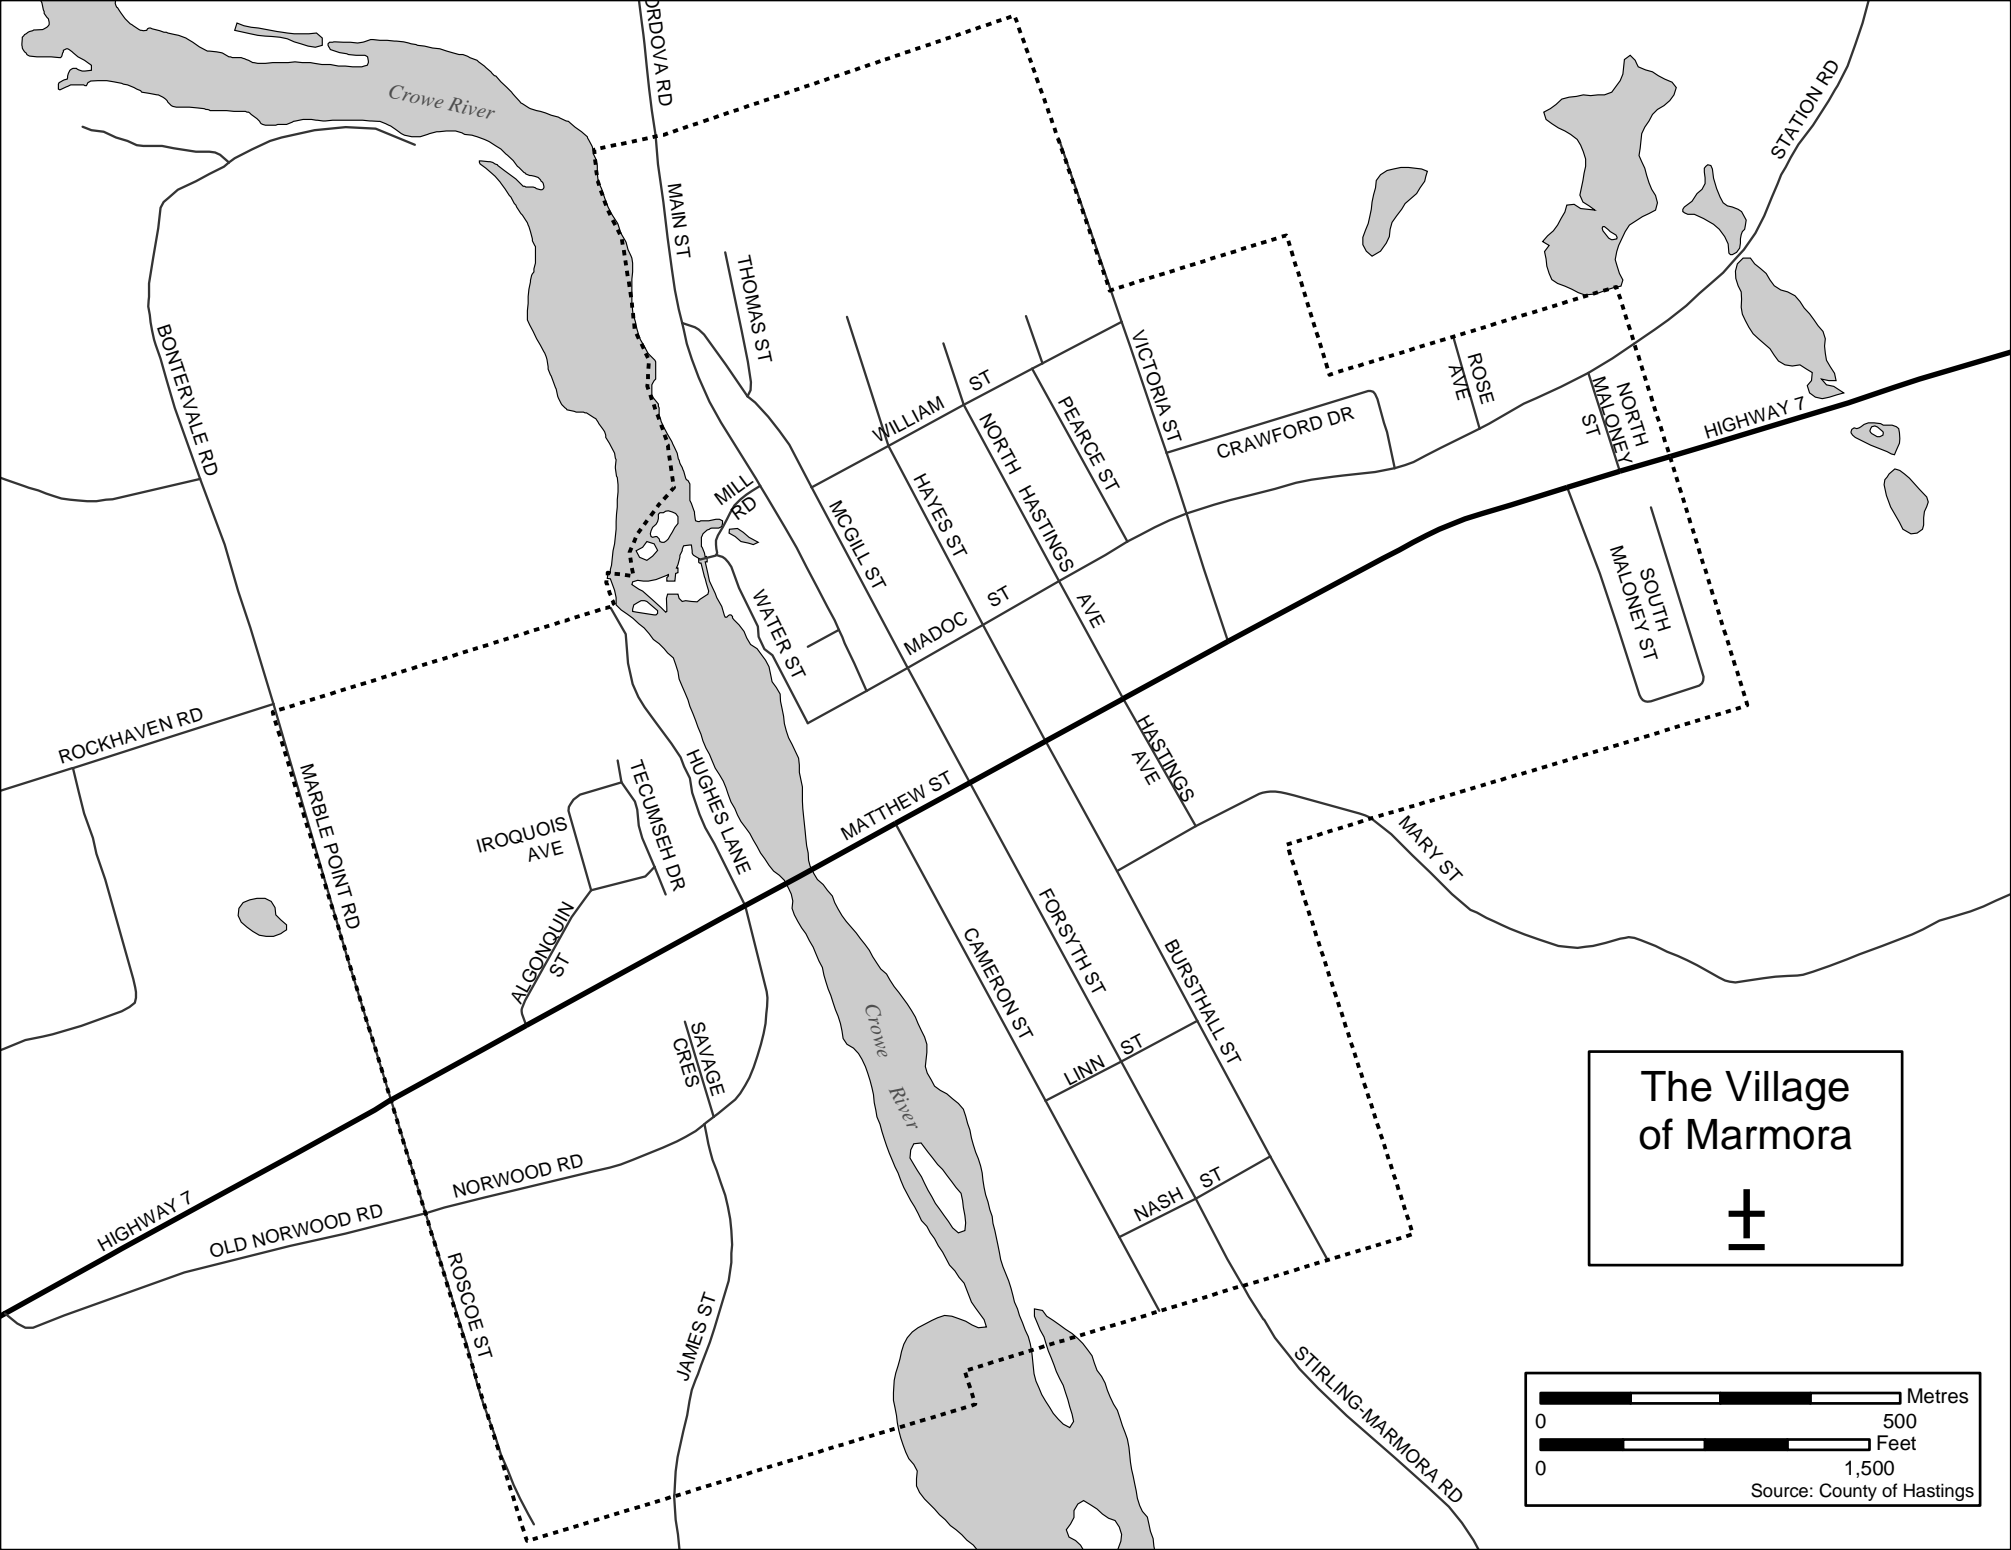 ORDOVA RD
Crowe River
STATION RD
MAIN ST
THOMAS ST
BONTERVALE RD
VICTORIA ST
WILLIAM ST
ROSE
AVE
NORTH
MALONEY
ST
HIGHWAY 7
CRAWFORD DR
PEARCE ST
NORTH HASTINGS AVE
MILL
RD
HAYES ST
MCGILL ST
WATER ST
MADOC ST
SOUTH
MALONEY ST
ROCKHAVEN RD
MARBLE POINT RD
HUGHES LANE
TECUMSEH DR
IROQUOIS
AVE
MATTHEW ST
HASTINGS
AVE
MARY ST
ALGONQUIN
ST
CAMERON ST
FORSYTH ST
BURSTHALL ST
Crowe River
SAVAGE
CRES
LINN ST
NASH ST
NORWOOD RD
OLD NORWOOD RD
HIGHWAY 7
ROSCOE ST
JAMES ST
STIRLING-MARMORA RD
The Village
of Marmora
±
Metres
0 500
Feet
0 1,500
Source: County of Hastings